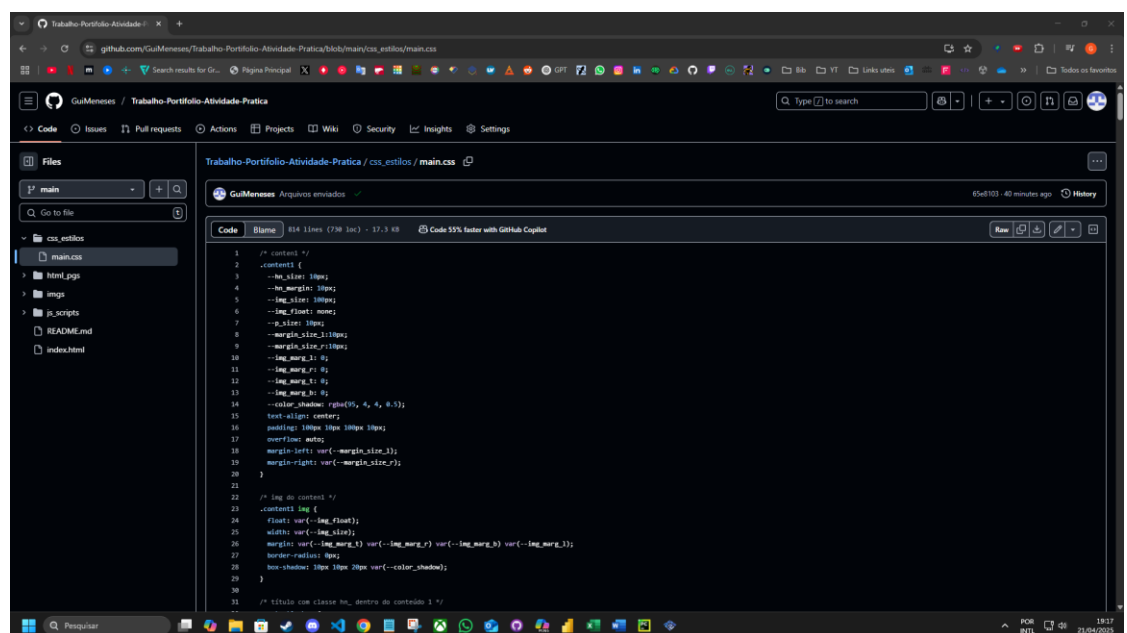 Trabalho-Portifolio-Atividade-P
github.com/GuiMeneses/Trabalho-Portifolio-Atividade-Pratica/blob/main/css_estilos/main.css
Search results for Gr...
Página Principal
GPT
Bib
YT
Links uteis
Todos os favoritos
GuiMeneses / Trabalho-Portifolio-Atividade-Pratica
Type / to search
Code
Issues
Pull requests
Actions
Projects
Wiki
Security
Insights
Settings
Files
main
Go to file
t
css_estilos
main.css
html_pgs
imgs
js_scripts
README.md
index.html
Trabalho-Portifolio-Atividade-Pratica / css_estilos / main.css
GuiMeneses Arquivos enviados
65e8103 · 40 minutes ago
History
Code
Blame
814 lines (730 loc) · 17.3 KB
Code 55% faster with GitHub Copilot
Raw
1 /* content1 */
2 .content1 {
3 --hn_size: 10px;
4 --hn_margin: 10px;
5 --img_size: 100px;
6 --img_float: none;
7 --p_size: 10px;
8 --margin_size_l:10px;
9 --margin_size_r:10px;
10 --img_marg_l: 0;
11 --img_marg_r: 0;
12 --img_marg_t: 0;
13 --img_marg_b: 0;
14 --color_shadow: rgba(95, 4, 4, 0.5);
15 text-align: center;
16 padding: 100px 10px 100px 10px;
17 overflow: auto;
18 margin-left: var(--margin_size_l);
19 margin-right: var(--margin_size_r);
20 }
21
22 /* img do content1 */
23 .content1 img {
24 float: var(--img_float);
25 width: var(--img_size);
26 margin: var(--img_marg_t) var(--img_marg_r) var(--img_marg_b) var(--img_marg_l);
27 border-radius: 0px;
28 box-shadow: 10px 10px 20px var(--color_shadow);
29 }
30
31 /* título com classe hn_ dentro do conteúdo 1 */
Pesquisar
POR
INTL
19:17
21/04/2025